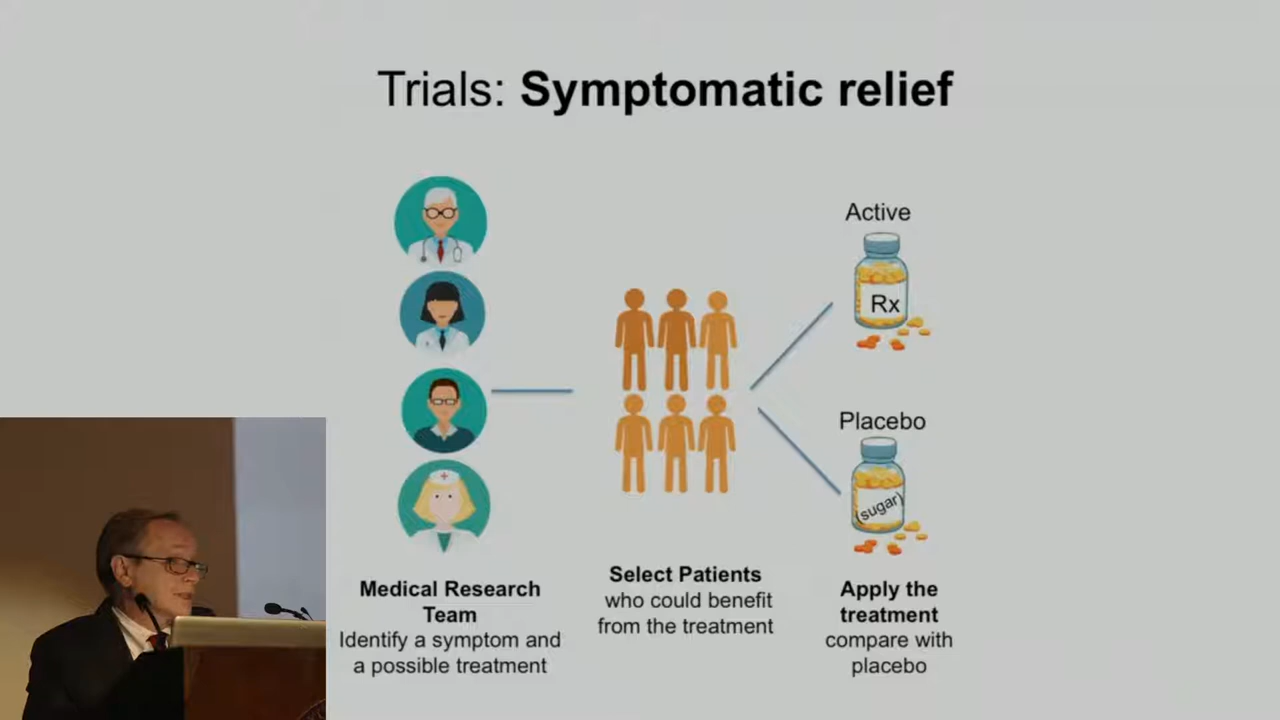 Trials: Symptomatic relief
Active
Rx
Placebo
(sugar)
Medical Research
Team
Identify a symptom and
a possible treatment
Select Patients
who could benefit
from the treatment
Apply the
treatment
compare with
placebo